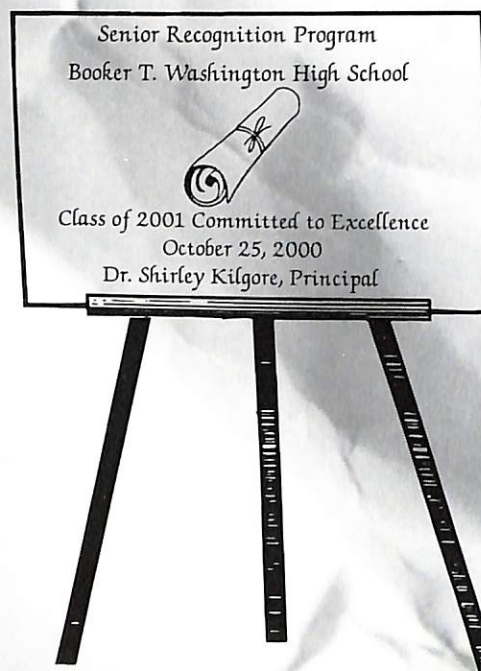 Senior Recognition Program
Booker T. Washington High School
Class of 2001 Committed to Excellence
October 25, 2000
Dr. Shirley Kilgore, Principal